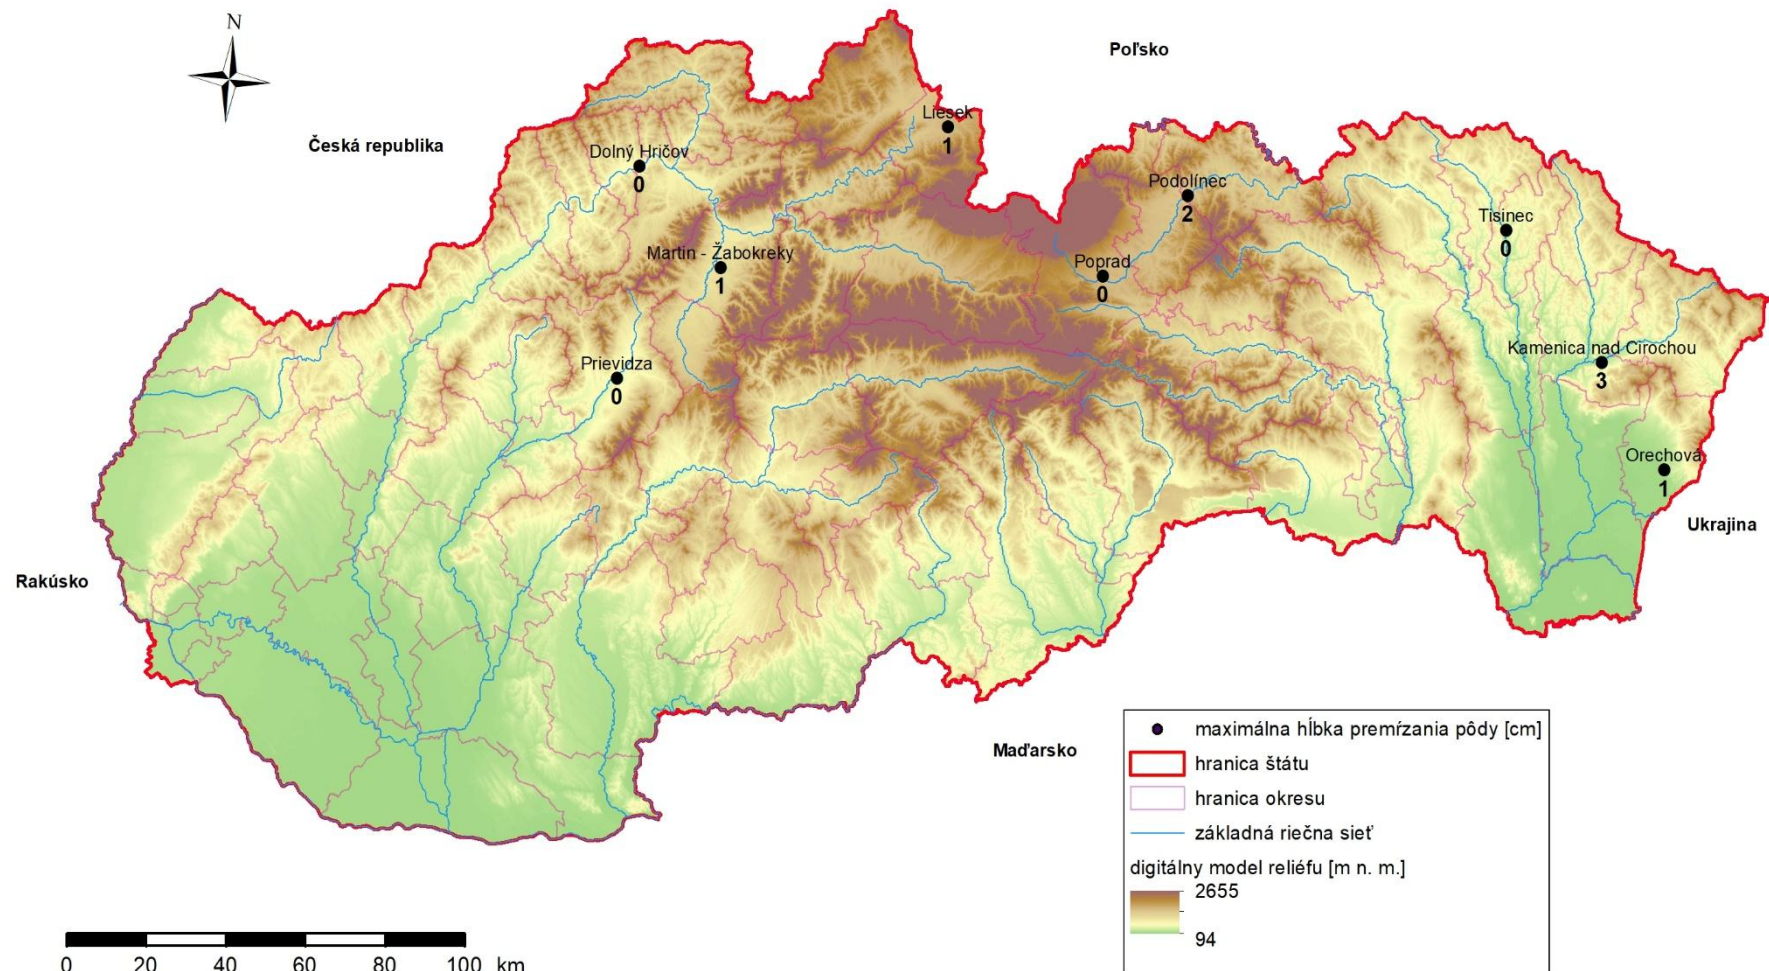 N
Poľsko
Česká republika
Liesek
1
Dolný Hričov
0
Podolínec
2
Tisinec
0
Martin - Žabokreky
1
Poprad
0
Kamenica nad Cirochou
3
Prievidza
0
Orechová
1
Ukrajina
Rakúsko
Maďarsko
maximálna hĺbka premŕzania pôdy [cm]
hranica štátu
hranica okresu
základná riečna sieť
digitálny model reliéfu [m n. m.]
2655
94
0 20 40 60 80 100 km